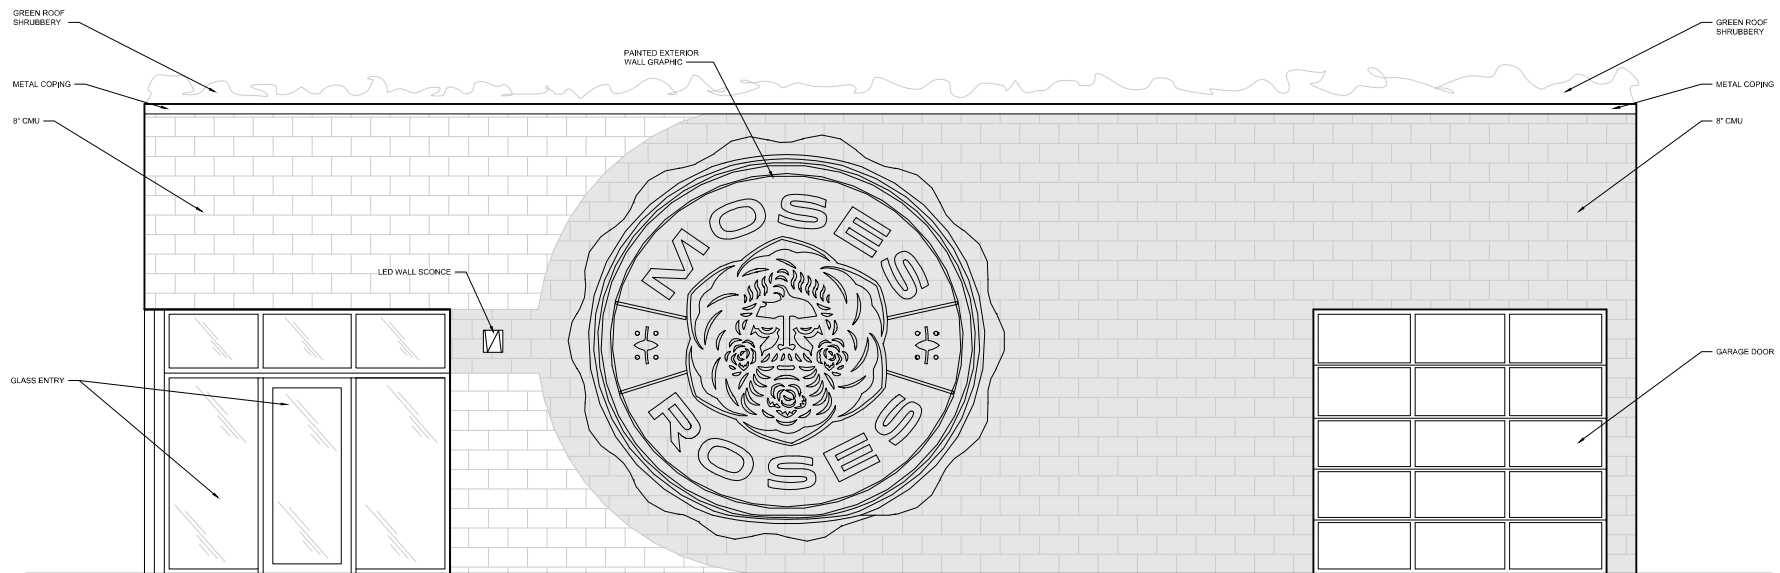 GREEN ROOF
SHRUBBERY
GREEN ROOF
SHRUBBERY
PAINTED EXTERIOR
WALL GRAPHIC
METAL COPING
METAL COPING
8" CMU
8" CMU
MOSES
LED WALL SCONCE
GLASS ENTRY
GARAGE DOOR
ROSES